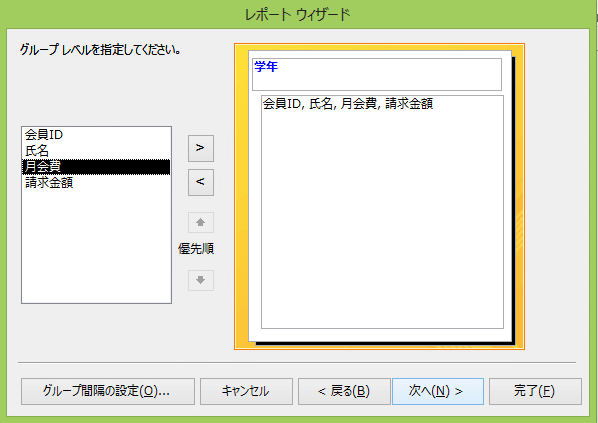 レポート ウィザード
グループ レベルを指定してください。
学年
会員ID, 氏名, 月会費, 請求金額
会員ID
氏名
月会費
請求金額
>
<
優先順
グループ間隔の設定(O)...
キャンセル
< 戻る(B)
次へ(N) >
完了(F)